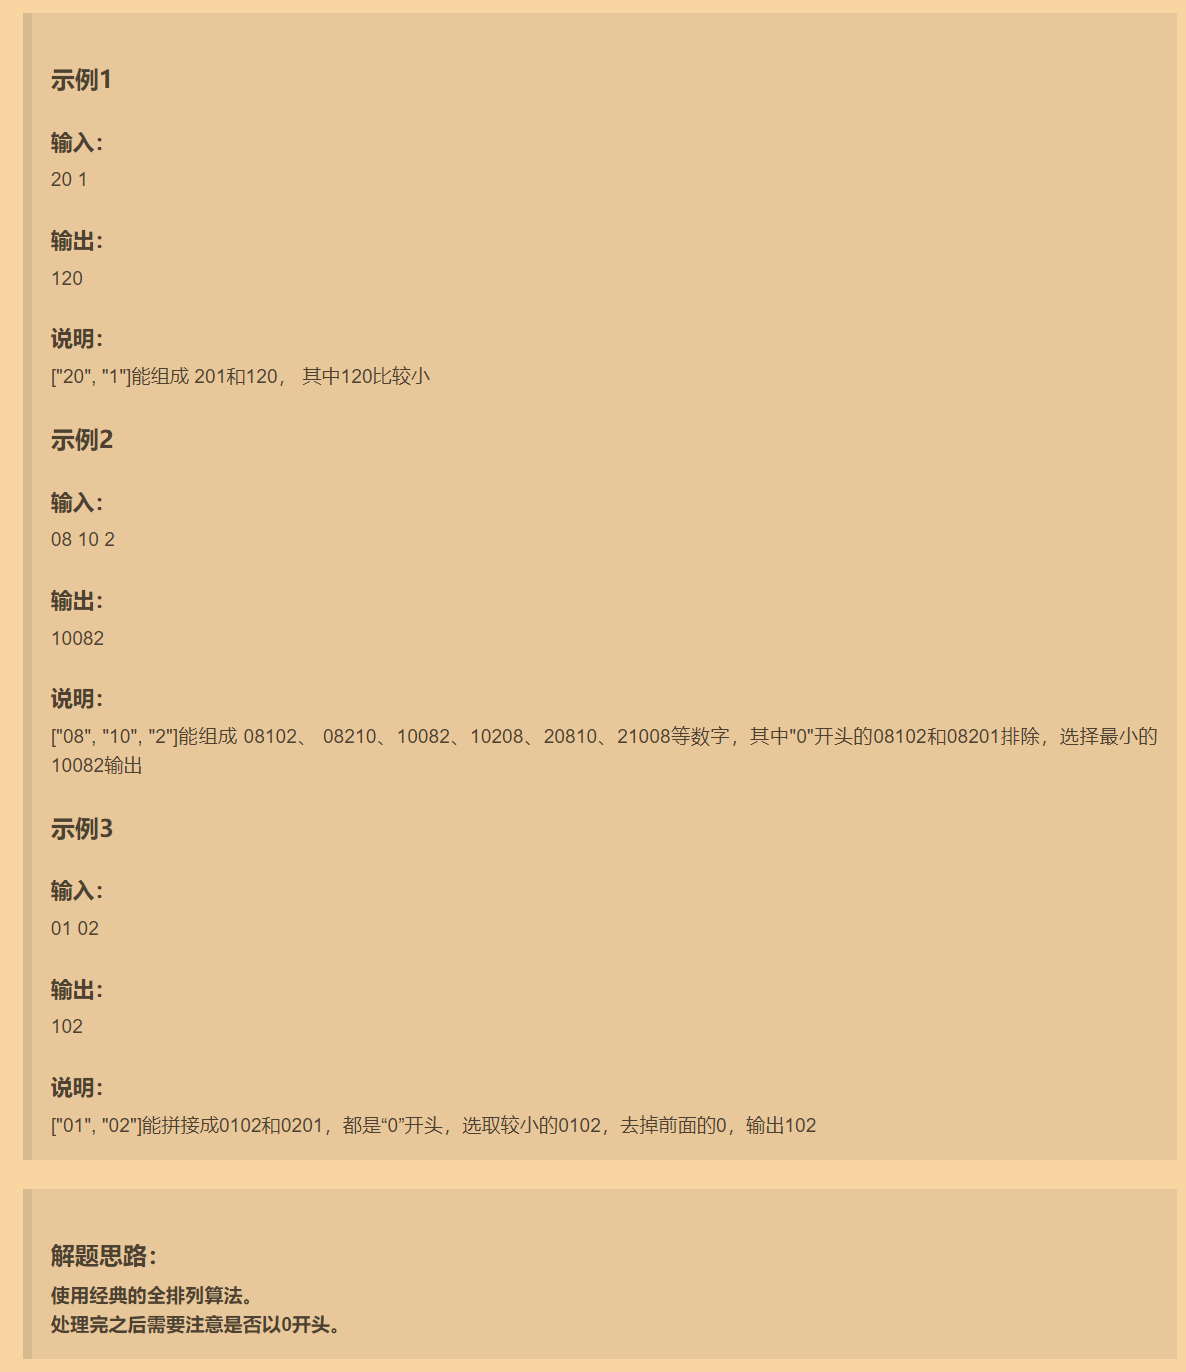 示例1
输入：
20 1
输出：
120
说明：
["20", "1"]能组成 201和120， 其中120比较小
示例2
输入：
08 10 2
输出：
10082
说明：
["08", "10", "2"]能组成 08102、 08210、10082、10208、20810、21008等数字，其中"0"开头的08102和08201排除，选择最小的
10082输出
示例3
输入：
01 02
输出：
102
说明：
["01", "02"]能拼接成0102和0201，都是“0”开头，选取较小的0102，去掉前面的0，输出102
解题思路：
使用经典的全排列算法。
处理完之后需要注意是否以0开头。